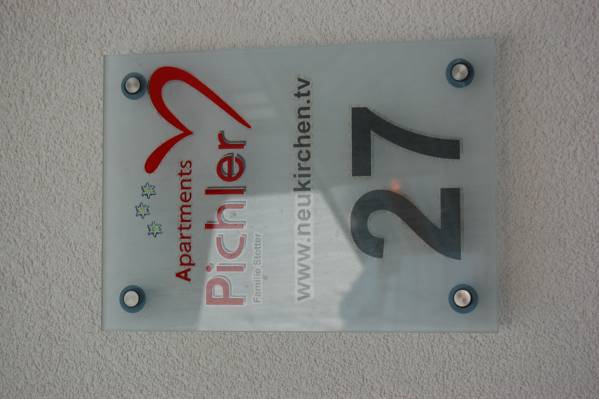 Apartments
Pichler
Familie Stotter
www.neukirchen.tv
27